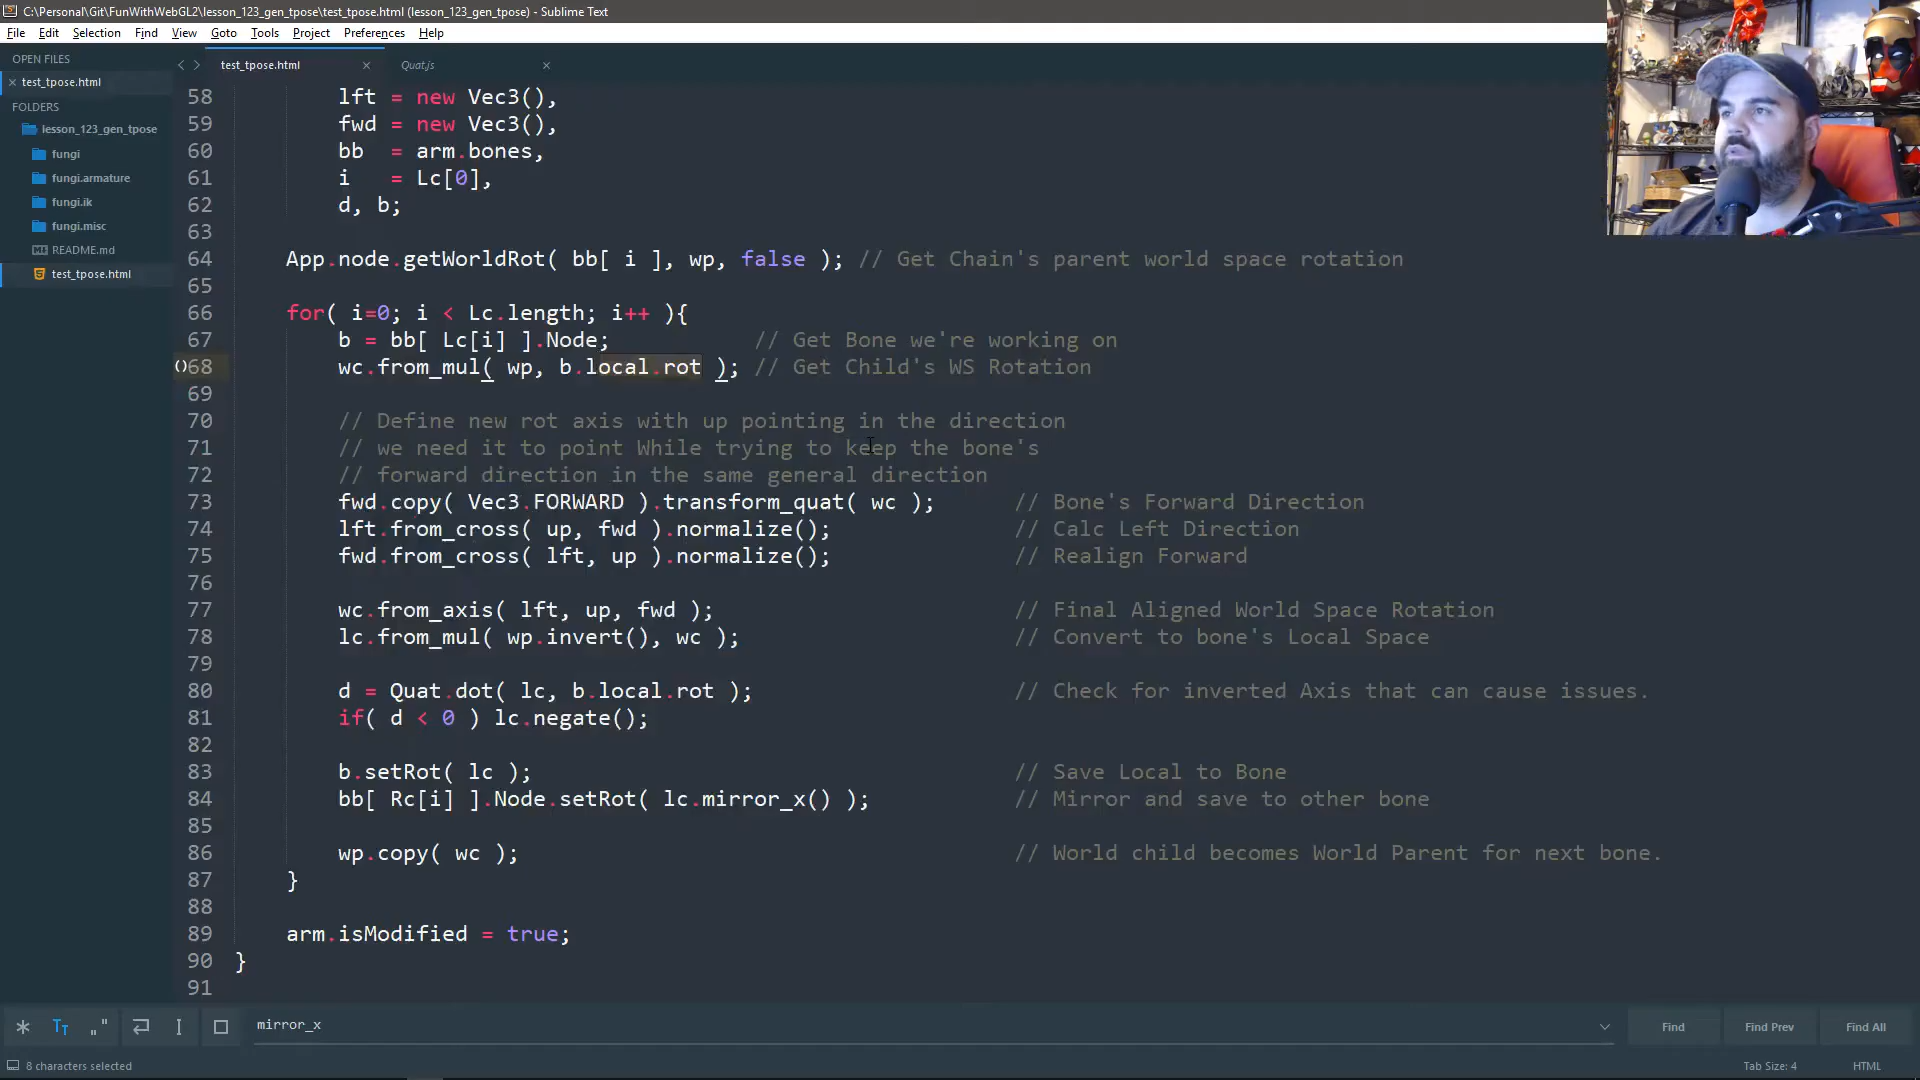 C:\Personal\Git\FunWithWebGL2\lesson_123_gen_tpose\test_tpose.html (lesson_123_gen_tpose) - Sublime Text
File Edit Selection Find View Goto Tools Project Preferences Help
OPEN FILES
test_tpose.html
FOLDERS
lesson_123_gen_tpose
fungi
fungi.armature
fungi.ik
fungi.misc
README.md
test_tpose.html
test_tpose.html Quat.js
58 lft = new Vec3(),
59 fwd = new Vec3(),
60 bb = arm.bones,
61 i = Lc[0],
62 d, b;
63
64 App.node.getWorldRot( bb[ i ], wp, false ); // Get Chain's parent world space rotation
65
66 for( i=0; i < Lc.length; i++ ){
67 b = bb[ Lc[i] ].Node; // Get Bone we're working on
68 wc.from_mul( wp, b.local.rot ); // Get Child's WS Rotation
69
70 // Define new rot axis with up pointing in the direction
71 // we need it to point While trying to keep the bone's
72 // forward direction in the same general direction
73 fwd.copy( Vec3.FORWARD ).transform_quat( wc ); // Bone's Forward Direction
74 lft.from_cross( up, fwd ).normalize(); // Calc Left Direction
75 fwd.from_cross( lft, up ).normalize(); // Realign Forward
76
77 wc.from_axis( lft, up, fwd ); // Final Aligned World Space Rotation
78 lc.from_mul( wp.invert(), wc ); // Convert to bone's Local Space
79
80 d = Quat.dot( lc, b.local.rot ); // Check for inverted Axis that can cause issues.
81 if( d < 0 ) lc.negate();
82
83 b.setRot( lc ); // Save Local to Bone
84 bb[ Rc[i] ].Node.setRot( lc.mirror_x() ); // Mirror and save to other bone
85
86 wp.copy( wc ); // World child becomes World Parent for next bone.
87 }
88
89 arm.isModified = true;
90 }
91
mirror_x Find Find Prev Find All
8 characters selected Tab Size: 4 HTML